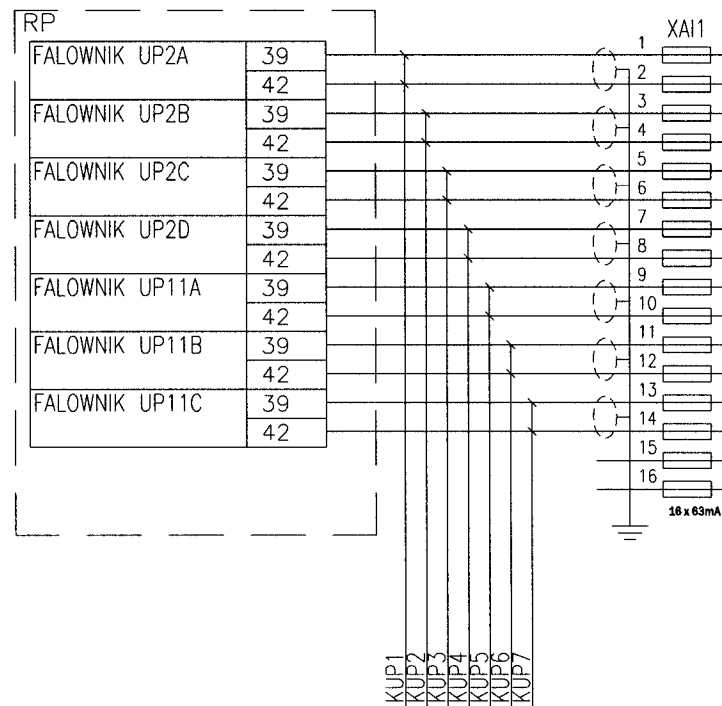 RP
XAI1
FALOWNIK UP2A 39 1
42 2
FALOWNIK UP2B 39 3
42 4
FALOWNIK UP2C 39 5
42 6
FALOWNIK UP2D 39 7
42 8
FALOWNIK UP11A 39 9
42 10
FALOWNIK UP11B 39 11
42 12
FALOWNIK UP11C 39 13
42 14
15
16
16 x 63mA
KUP1
KUP2
KUP3
KUP4
KUP5
KUP6
KUP7